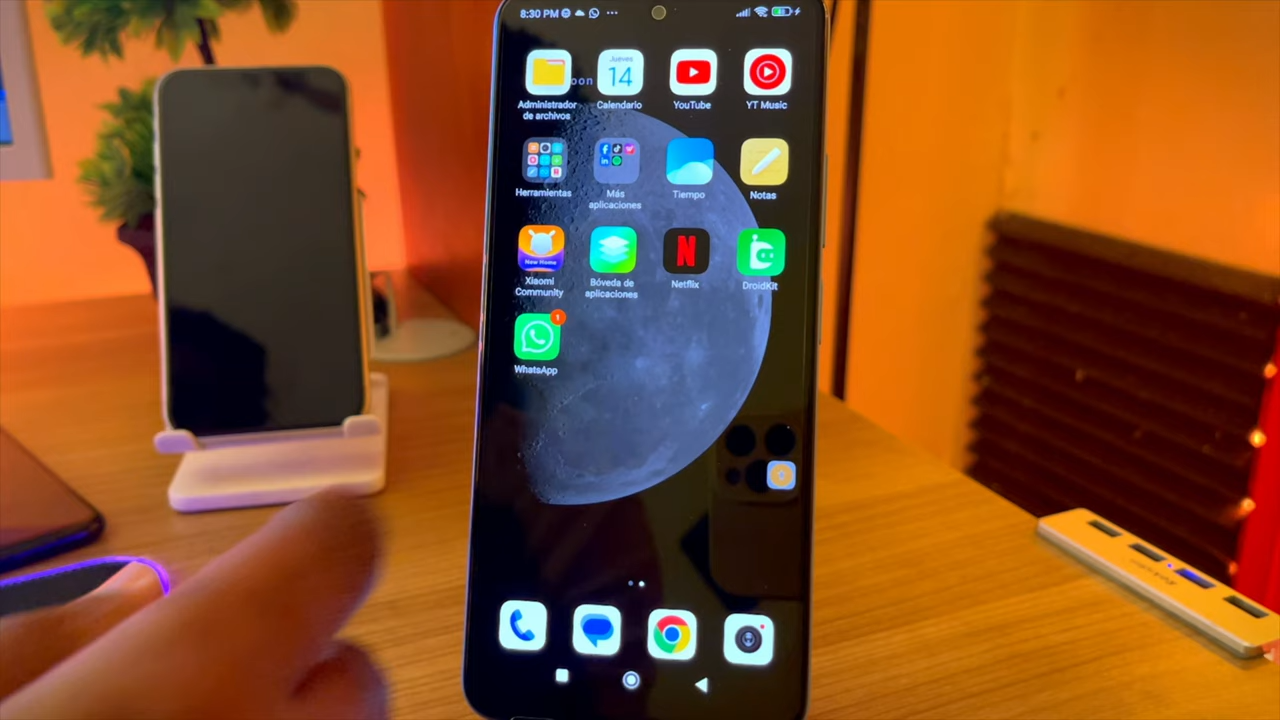 8:30 PM
oon
Jueves
14
Administrador
de archivos
Calendario
YouTube
YT Music
Herramientas
Más
aplicaciones
Tiempo
Notas
New Home
N
Xiaomi
Community
Bóveda de
aplicaciones
Netflix
DroidKit
1
WhatsApp